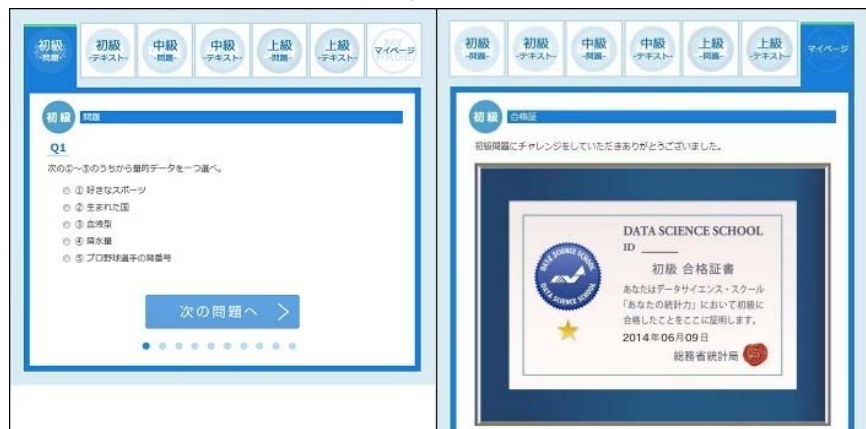 初級
-問題-
初級
-テキスト-
中級
-問題-
中級
-テキスト-
上級
-問題-
上級
-テキスト-
マイページ
初級
問題
Q1
次の①～⑤のうちから量的データを一つ選べ。
① 好きなスポーツ
② 生まれた国
③ 血液型
④ 降水量
⑤ プロ野球選手の背番号
次の問題へ
初級
-問題-
初級
-テキスト-
中級
-問題-
中級
-テキスト-
上級
-問題-
上級
-テキスト-
マイページ
初級
合格証
初級問題にチャレンジをしていただきありがとうございました。
DATA SCIENCE SCHOOL
DATA SCIENCE SCHOOL
DATA SCIENCE SCHOOL
ID
初級 合格証書
あなたはデータサイエンス・スクール
「あなたの統計力」において初級に
合格したことをここに証明します。
2014年06月09日
総務省統計局